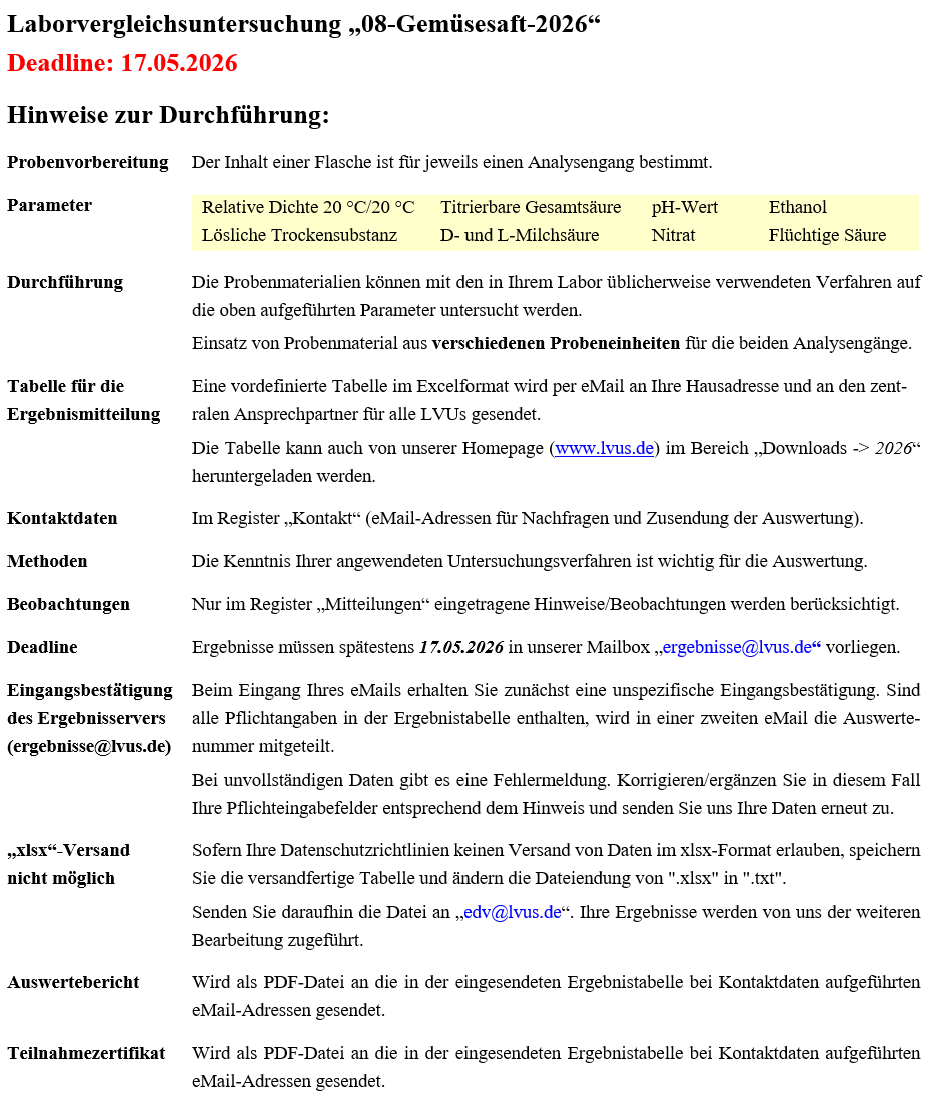 Laborvergleichsuntersuchung „08-Gemüsesaft-2026“
Deadline: 17.05.2026
Hinweise zur Durchführung:
Probenvorbereitung Der Inhalt einer Flasche ist für jeweils einen Analysengang bestimmt.
Parameter Relative Dichte 20 °C/20 °C Titrierbare Gesamtsäure pH-Wert Ethanol
Lösliche Trockensubstanz D- und L-Milchsäure Nitrat Flüchtige Säure
Durchführung Die Probenmaterialien können mit den in Ihrem Labor üblicherweise verwendeten Verfahren auf
die oben aufgeführten Parameter untersucht werden.
Einsatz von Probenmaterial aus verschiedenen Probeneinheiten für die beiden Analysengänge.
Tabelle für die Eine vordefinierte Tabelle im Excelformat wird per eMail an Ihre Hausadresse und an den zent-
Ergebnismitteilung ralen Ansprechpartner für alle LVUs gesendet.
Die Tabelle kann auch von unserer Homepage (www.lvus.de) im Bereich „Downloads -> 2026“
heruntergeladen werden.
Kontaktdaten Im Register „Kontakt“ (eMail-Adressen für Nachfragen und Zusendung der Auswertung).
Methoden Die Kenntnis Ihrer angewendeten Untersuchungsverfahren ist wichtig für die Auswertung.
Beobachtungen Nur im Register „Mitteilungen“ eingetragene Hinweise/Beobachtungen werden berücksichtigt.
Deadline Ergebnisse müssen spätestens 17.05.2026 in unserer Mailbox „ergebnisse@lvus.de“ vorliegen.
Eingangsbestätigung Beim Eingang Ihres eMails erhalten Sie zunächst eine unspezifische Eingangsbestätigung. Sind
des Ergebnisservers alle Pflichtangaben in der Ergebnistabelle enthalten, wird in einer zweiten eMail die Auswerte-
(ergebnisse@lvus.de) nummer mitgeteilt.
Bei unvollständigen Daten gibt es eine Fehlermeldung. Korrigieren/ergänzen Sie in diesem Fall
Ihre Pflichteingabefelder entsprechend dem Hinweis und senden Sie uns Ihre Daten erneut zu.
„xlsx“-Versand Sofern Ihre Datenschutzrichtlinien keinen Versand von Daten im xlsx-Format erlauben, speichern
nicht möglich Sie die versandfertige Tabelle und ändern die Dateiendung von ".xlsx" in ".txt".
Senden Sie daraufhin die Datei an „edv@lvus.de“. Ihre Ergebnisse werden von uns der weiteren
Bearbeitung zugeführt.
Auswertebericht Wird als PDF-Datei an die in der eingesendeten Ergebnistabelle bei Kontaktdaten aufgeführten
eMail-Adressen gesendet.
Teilnahmezertifikat Wird als PDF-Datei an die in der eingesendeten Ergebnistabelle bei Kontaktdaten aufgeführten
eMail-Adressen gesendet.